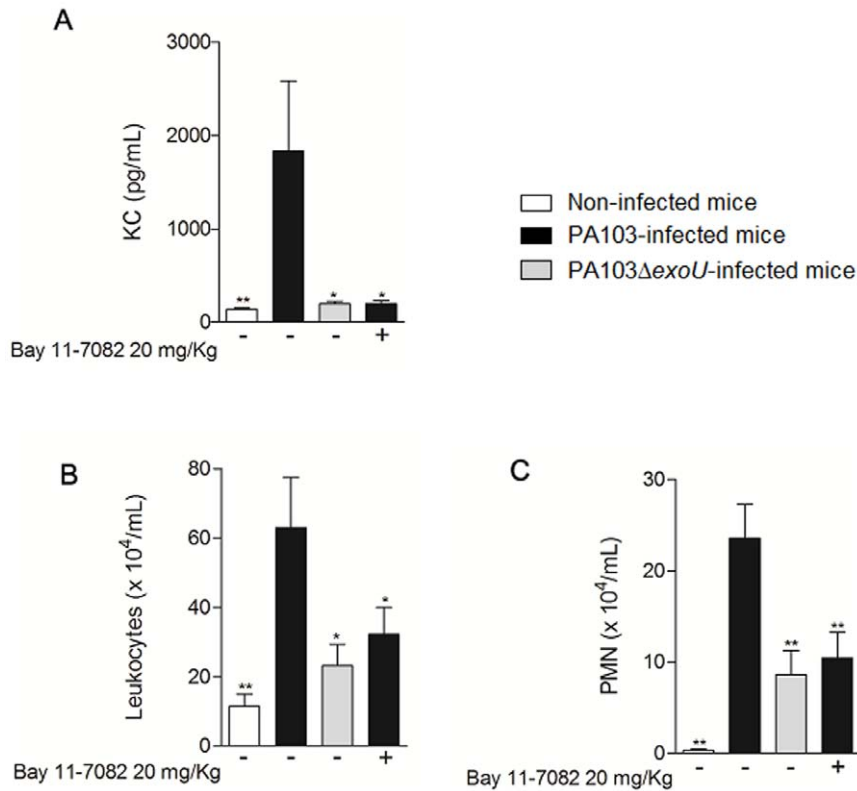 A
3000
2000
1000
0
KC (pg/mL)
** * *
- - - +
Bay 11-7082 20 mg/Kg
Non-infected mice
PA103-infected mice
PA103ΔexoU-infected mice
B
80
60
40
20
0
Leukocytes (x 10⁴/mL)
** * *
- - - +
Bay 11-7082 20 mg/Kg
C
30
20
10
0
PMN (x 10⁴/mL)
** ** **
- - - +
Bay 11-7082 20 mg/Kg